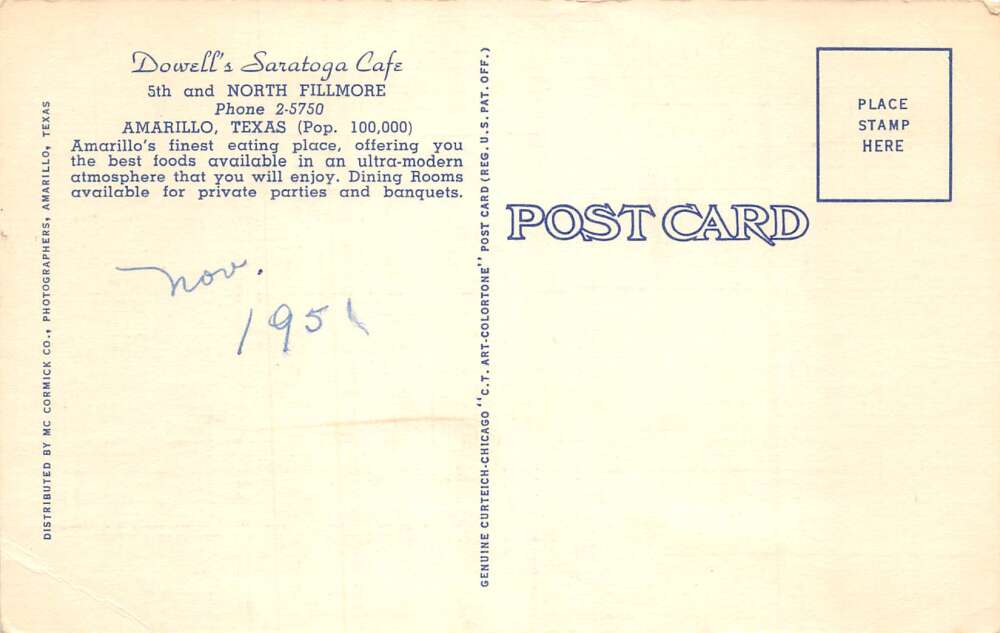 Dowell's Saratoga Cafe
5th and NORTH FILLMORE
Phone 2-5750
AMARILLO, TEXAS (Pop. 100,000)
Amarillo's finest eating place, offering you
the best foods available in an ultra-modern
atmosphere that you will enjoy. Dining Rooms
available for private parties and banquets.
Nov.
1951
DISTRIBUTED BY MC CORMICK CO., PHOTOGRAPHERS, AMARILLO, TEXAS
GENUINE CURTEICH-CHICAGO "C.T. ART-COLORTONE" POST CARD (REG. U.S. PAT. OFF.)
POST CARD
PLACE
STAMP
HERE